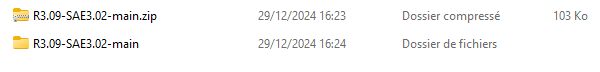 R3.09-SAE3.02-main.zip 29/12/2024 16:23 Dossier compressé 103 Ko
R3.09-SAE3.02-main 29/12/2024 16:24 Dossier de fichiers